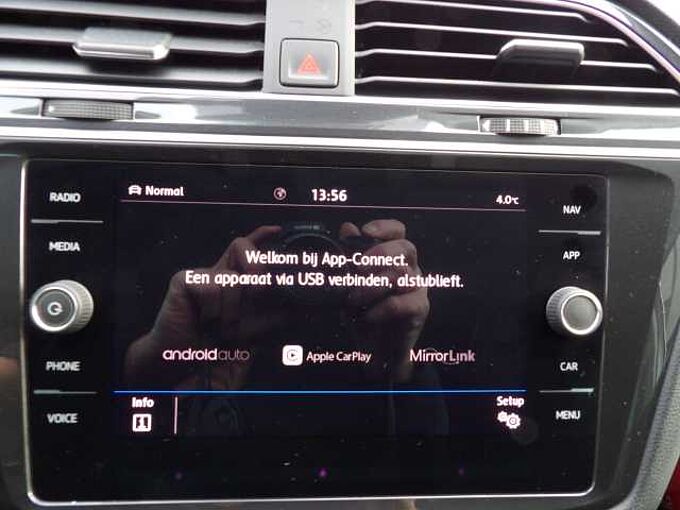 RADIO
MEDIA
PHONE
VOICE
Normal
13:56
4.0°C
Welkom bij App-Connect.
Een apparaat via USB verbinden, alstublieft.
androidauto
Apple CarPlay
MirrorLink
Info
Setup
NAV
APP
CAR
MENU